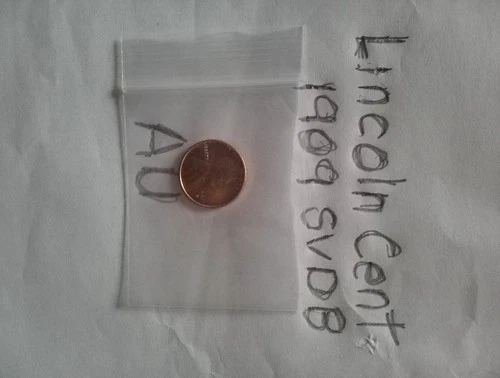 Lincoln Cent
1909 SVDB
AU